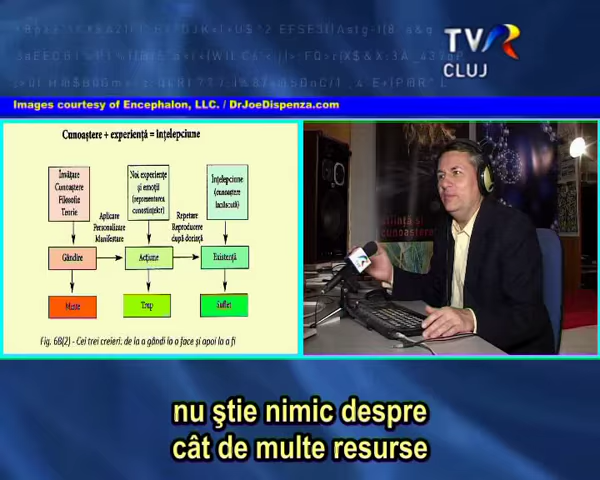 TVR
CLUJ
Images courtesy of Encephalon, LLC. / DrJoeDispenza.com
Cunoaştere + experienţă = înţelepciune
Învăţare
Cunoaştere
Filosofie
Teorie
Aplicare
Personalizare
Manifestare
Noi experienţe
şi emoţii
(reprezentarea
cunoştinţelor)
Repetare
Reproducere
după dorinţă
Înţelepciune
(cunoaştere
Gândire
Acţiune
Existenţă
Minte
Trup
Suflet
Fig. 6B(2) - Cei trei creieri: de la a gândi la a face şi apoi la a fi
nu ştie nimic despre
cât de multe resurse